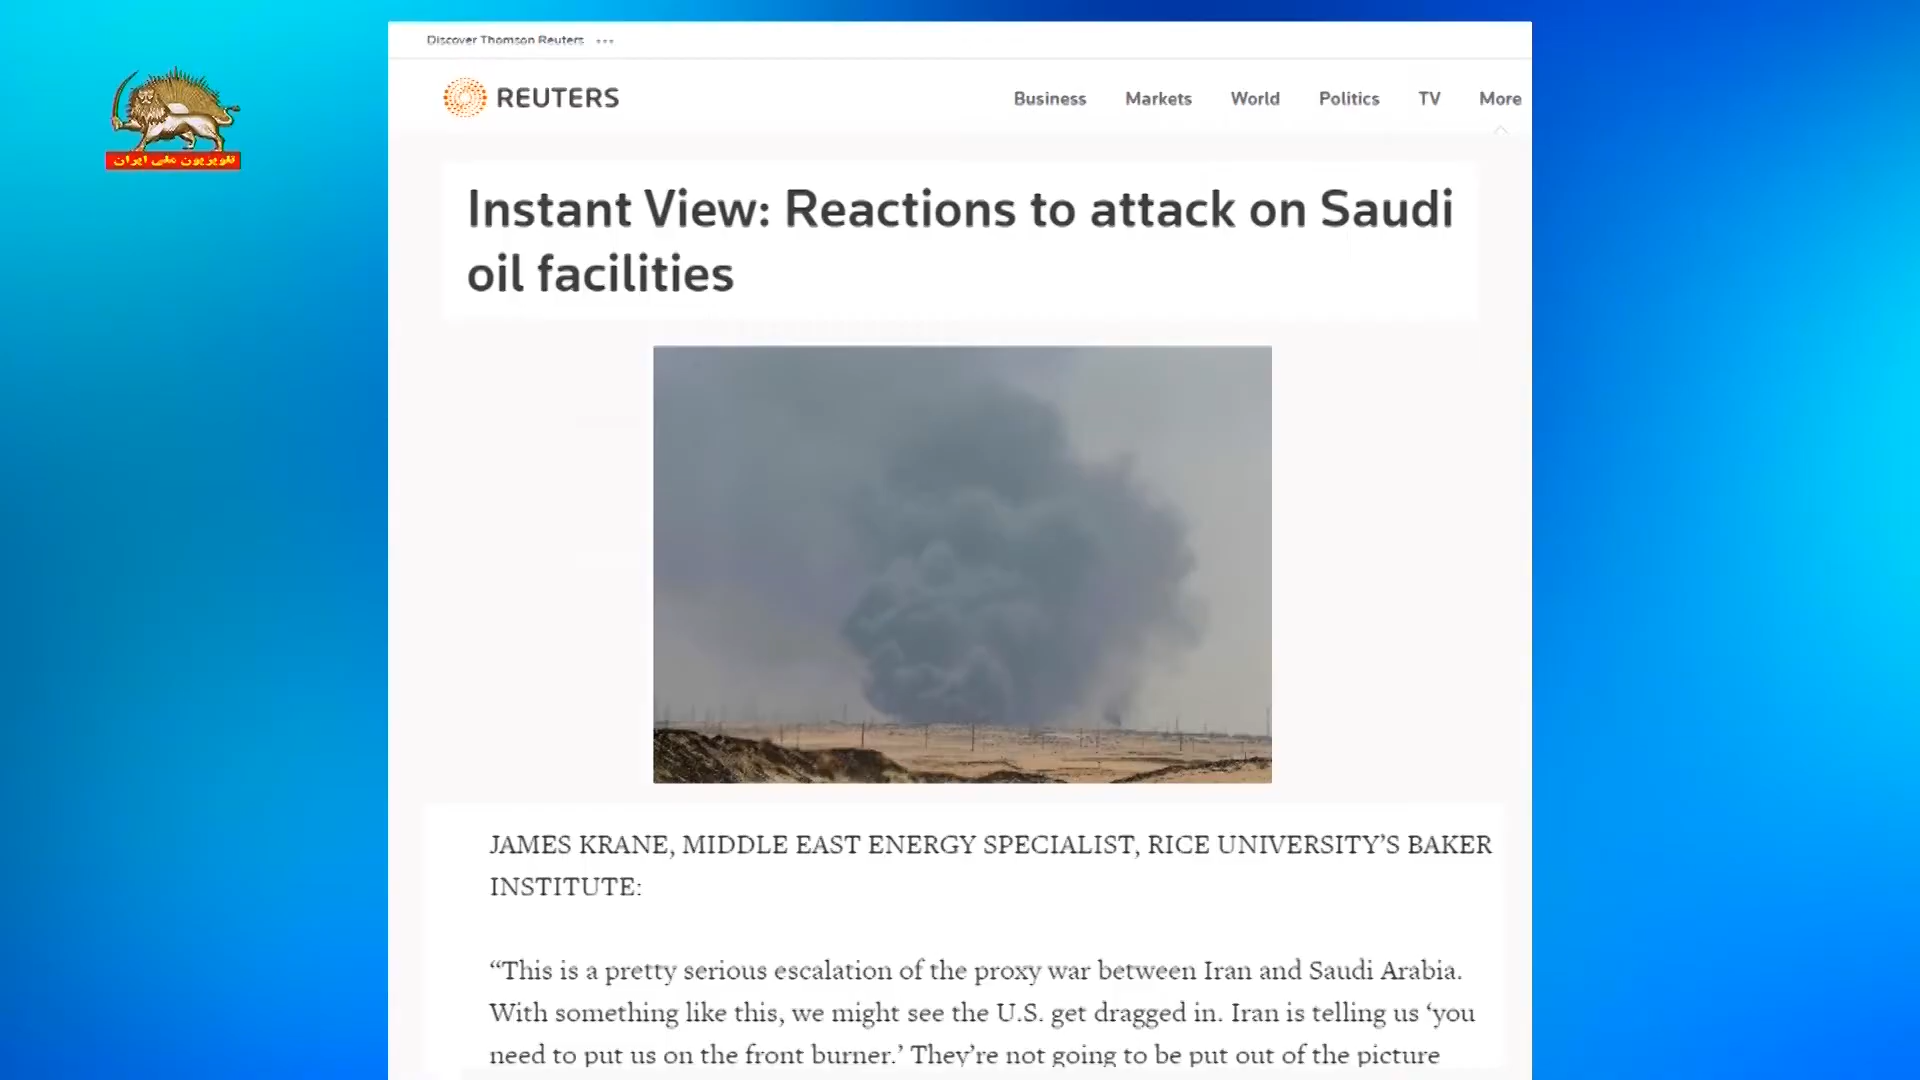 Discover Thomson Reuters ...
تلویزیون ملی ایران
REUTERS
Business Markets World Politics TV More
Instant View: Reactions to attack on Saudi
oil facilities
JAMES KRANE, MIDDLE EAST ENERGY SPECIALIST, RICE UNIVERSITY’S BAKER
INSTITUTE:
“This is a pretty serious escalation of the proxy war between Iran and Saudi Arabia.
With something like this, we might see the U.S. get dragged in. Iran is telling us ‘you
need to put us on the front burner.’ They’re not going to be put out of the picture